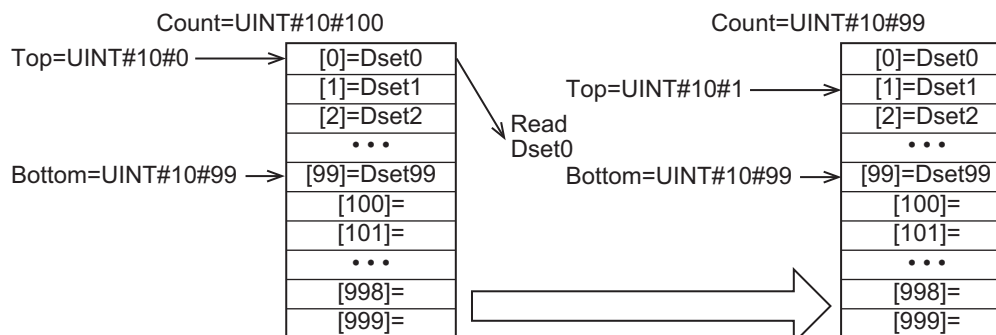 Count=UINT#10#100
Top=UINT#10#0
[0]=Dset0
[1]=Dset1
[2]=Dset2
•••
Bottom=UINT#10#99
[99]=Dset99
[100]=
[101]=
•••
[998]=
[999]=
Read
Dset0
Count=UINT#10#99
[0]=Dset0
Top=UINT#10#1
[1]=Dset1
[2]=Dset2
•••
Bottom=UINT#10#99
[99]=Dset99
[100]=
[101]=
•••
[998]=
[999]=